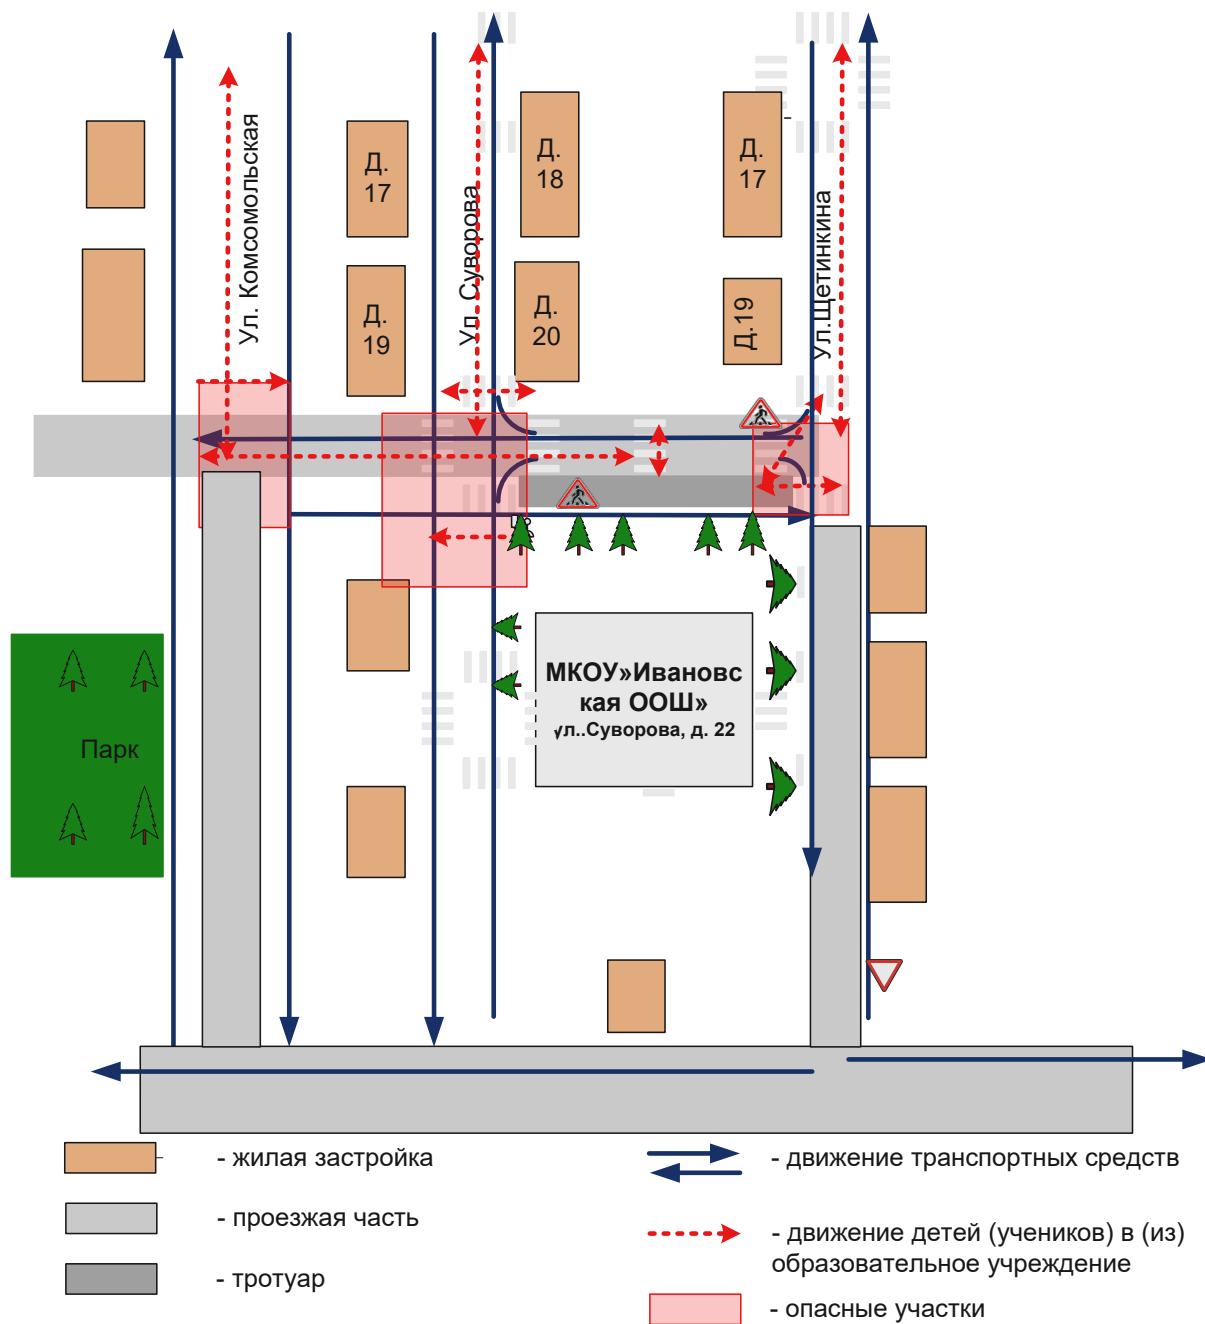 Ул. Комсомольская
Д.
17
Ул. Суворова
Д.
18
Д.
17
Ул.Щетинкина
Д.
19
Д.
20
Д.19
МКОУ»Ивановс
кая ООШ»
ул..Суворова, д. 22
Парк
- жилая застройка
- проезжая часть
- тротуар
- движение транспортных средств
- движение детей (учеников) в (из)
образовательное учреждение
- опасные участки